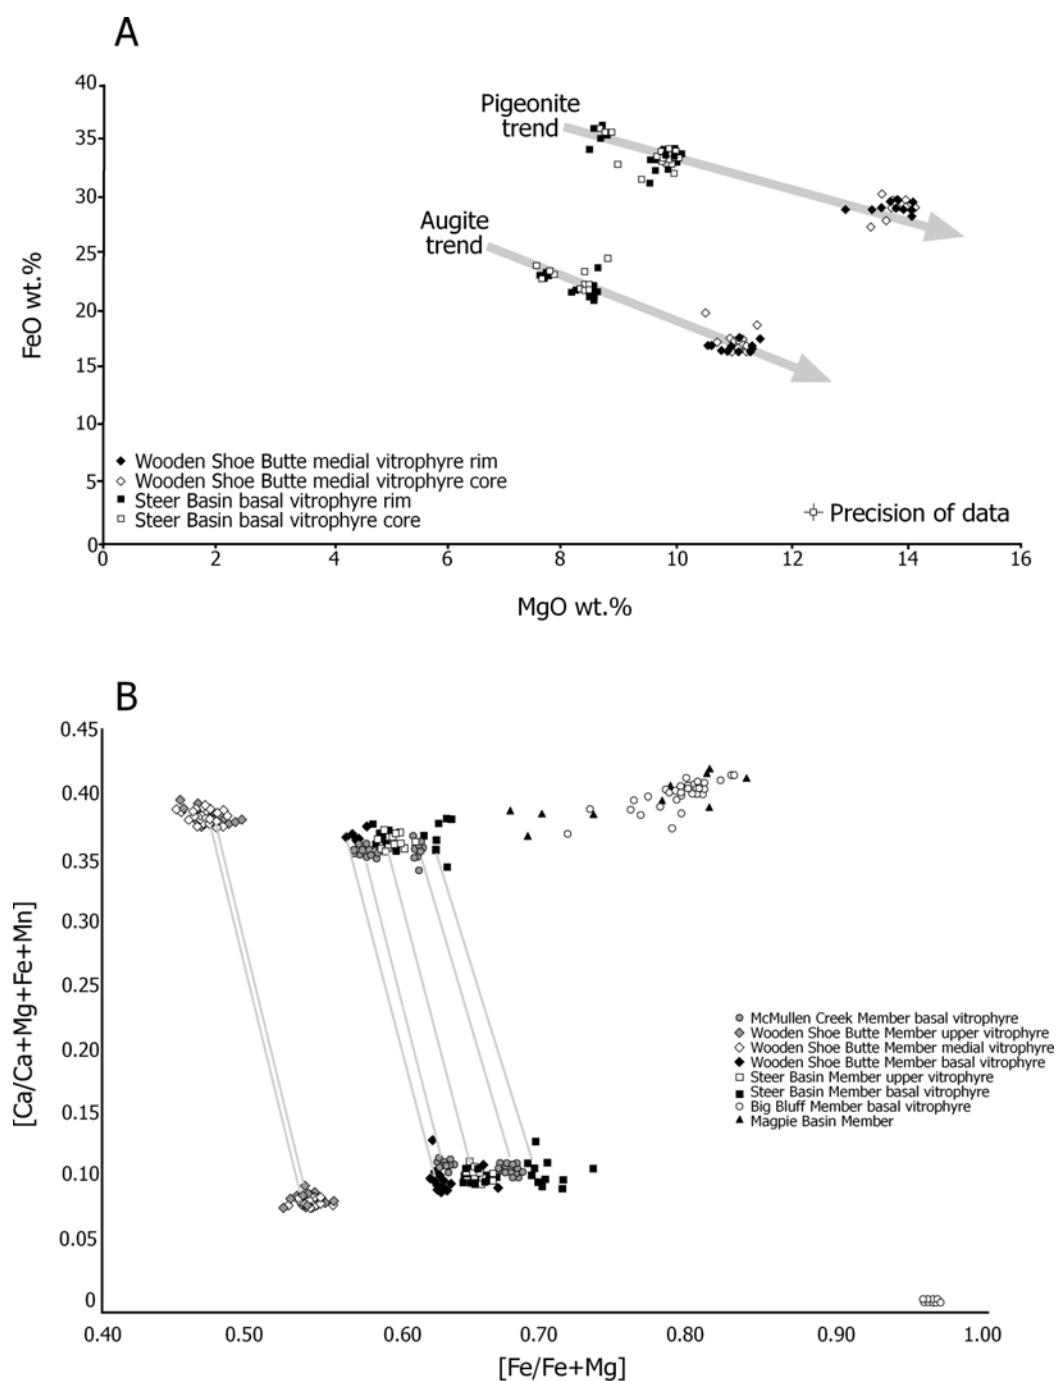 A
40
35
30
25
20
15
10
5
0
FeO wt.%
Pigeonite
trend
Augite
trend
Wooden Shoe Butte medial vitrophyre rim
Wooden Shoe Butte medial vitrophyre core
Steer Basin basal vitrophyre rim
Steer Basin basal vitrophyre core
Precision of data
0 2 4 6 8 10 12 14 16
MgO wt.%
B
0.45
0.40
0.35
0.30
0.25
0.20
0.15
0.10
0.05
0
[Ca/Ca+Mg+Fe+Mn]
McMullen Creek Member basal vitrophyre
Wooden Shoe Butte Member upper vitrophyre
Wooden Shoe Butte Member medial vitrophyre
Wooden Shoe Butte Member basal vitrophyre
Steer Basin Member upper vitrophyre
Steer Basin Member basal vitrophyre
Big Bluff Member basal vitrophyre
Magpie Basin Member
0.40 0.50 0.60 0.70 0.80 0.90 1.00
[Fe/Fe+Mg]